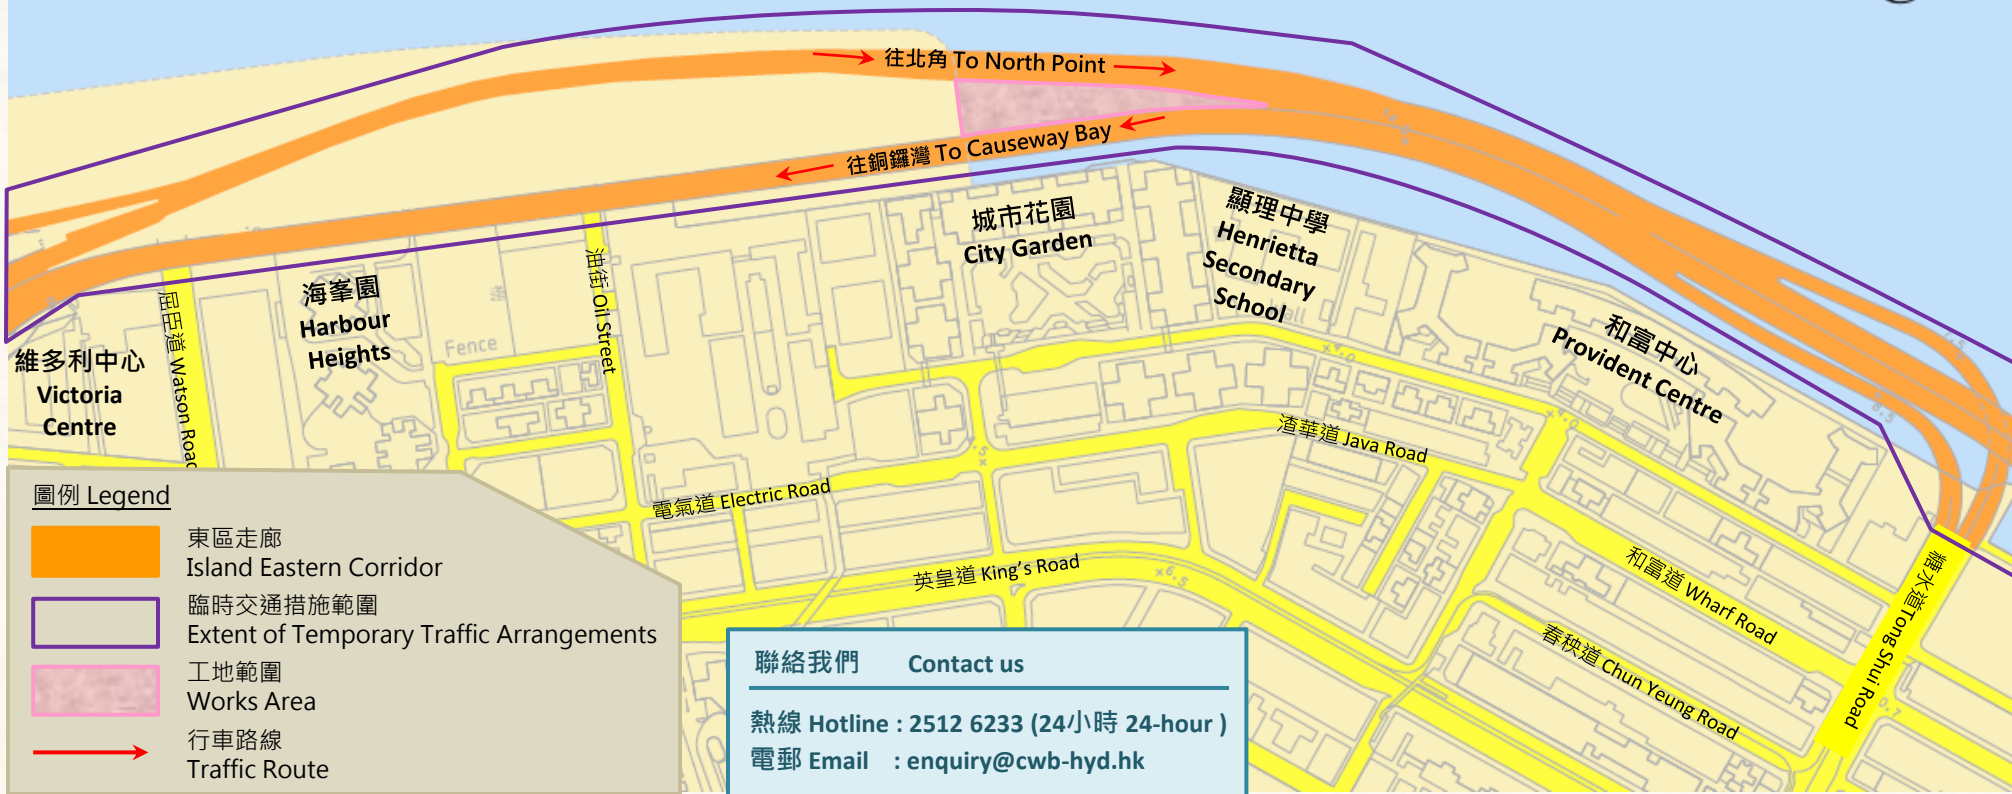 往北角 To North Point
往銅鑼灣 To Causeway Bay
城市花園
City Garden
顯理中學
Henrietta
Secondary
School
海峯園
Harbour
Heights
和富中心
Provident Centre
維多利中心
Victoria
Centre
屈臣道 Watson Road
油街 Oil Street
Fence
渣華道 Java Road
電氣道 Electric Road
英皇道 King's Road
和富道 Wharf Road
春秧道 Chun Yeung Road
糖水道 Tong Shui Road
圖例 Legend
東區走廊
Island Eastern Corridor
臨時交通措施範圍
Extent of Temporary Traffic Arrangements
工地範圍
Works Area
行車路線
Traffic Route
聯絡我們 Contact us
熱線 Hotline : 2512 6233 (24小時 24-hour )
電郵 Email : enquiry@cwb-hyd.hk